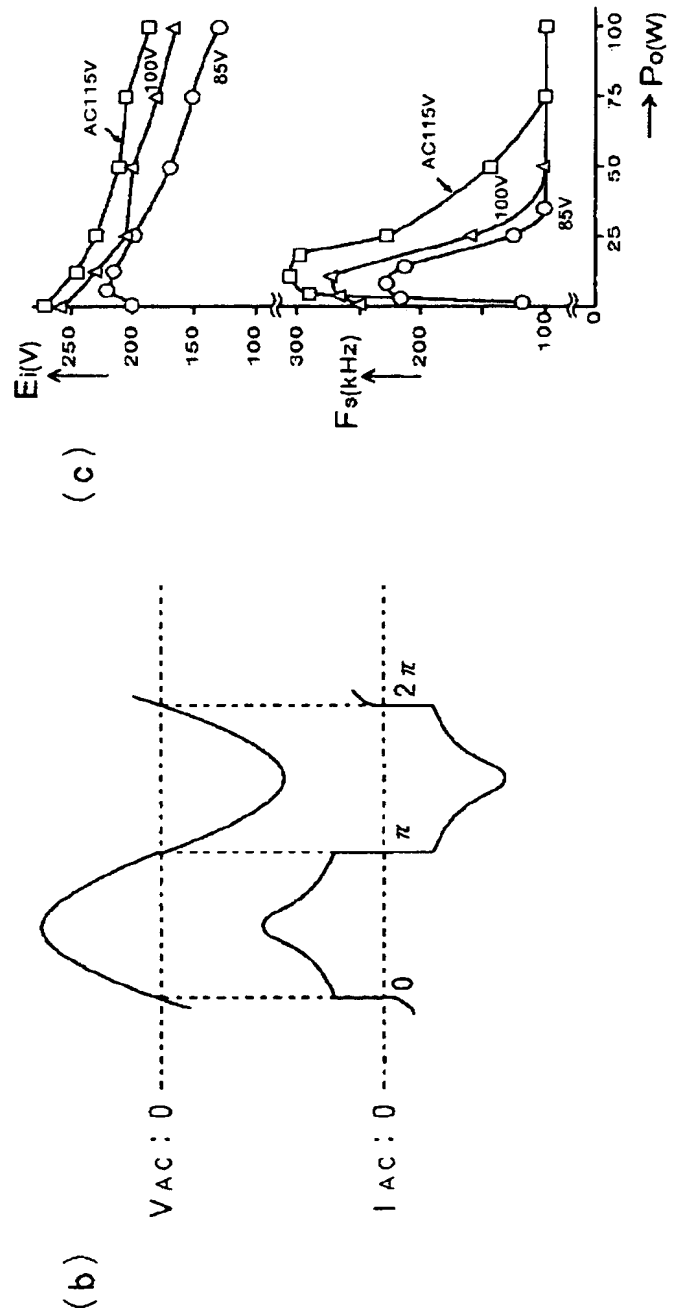 (b)
VAC : 0
IAC : 0
0
π
2π
(c)
Ei(V)
250
200
150
100
AC115V
100V
85V
Fs(kHz)
300
200
100
AC115V
100V
85V
0
25
50
75
100
Po(W)